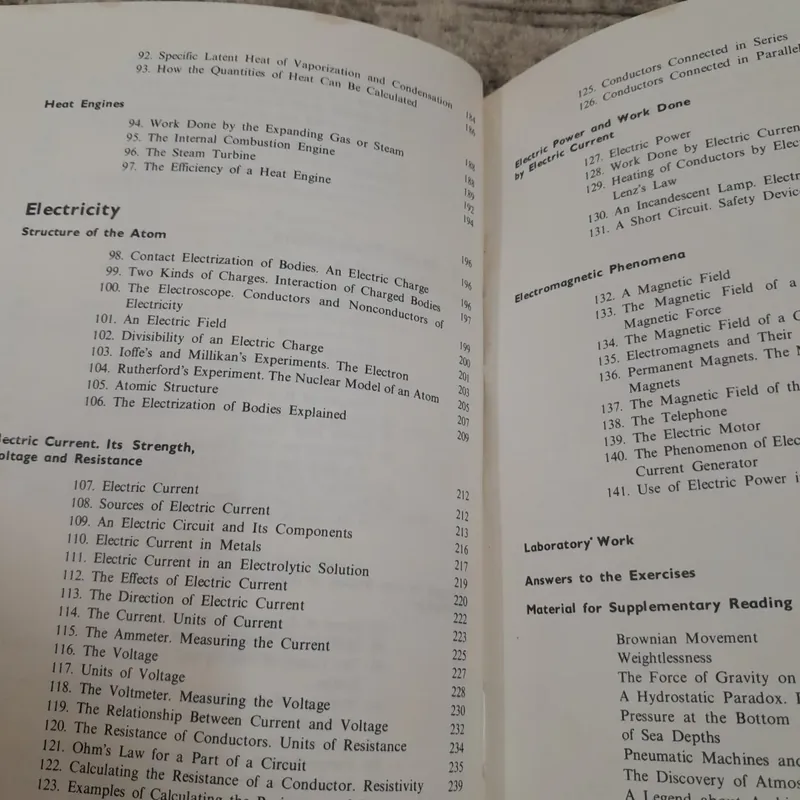 92. Specific Latent Heat of Vaporization and Condensation 184
93. How the Quantities of Heat Can Be Calculated 186
Heat Engines 188
94. Work Done by the Expanding Gas or Steam 188
95. The Internal Combustion Engine 189
96. The Steam Turbine 192
97. The Efficiency of a Heat Engine 194
Electricity 196
Structure of the Atom 196
98. Contact Electrization of Bodies. An Electric Charge 196
99. Two Kinds of Charges. Interaction of Charged Bodies 197
100. The Electroscope. Conductors and Nonconductors of
Electricity 199
101. An Electric Field 200
102. Divisibility of an Electric Charge 201
103. Ioffe's and Millikan's Experiments. The Electron 203
104. Rutherford's Experiment. The Nuclear Model of an Atom 205
105. Atomic Structure 207
106. The Electrization of Bodies Explained 209
lectric Current. Its Strength,
oltage and Resistance 212
107. Electric Current 212
108. Sources of Electric Current 213
109. An Electric Circuit and Its Components 216
110. Electric Current in Metals 217
111. Electric Current in an Electrolytic Solution 219
112. The Effects of Electric Current 220
113. The Direction of Electric Current 222
114. The Current. Units of Current 223
115. The Ammeter. Measuring the Current 225
116. The Voltage 227
117. Units of Voltage 228
118. The Voltmeter. Measuring the Voltage 230
119. The Relationship Between Current and Voltage 232
120. The Resistance of Conductors. Units of Resistance 234
121. Ohm's Law for a Part of a Circuit 235
122. Calculating the Resistance of a Conductor. Resistivity 239
123. Examples of Calculating the
125. Conductors Connected in Series
126. Conductors Connected in Parallel
Electric Power and Work Done
by Electric Current
127. Electric Power
128. Work Done by Electric Curren
129. Heating of Conductors by Elec
Lenz's Law
130. An Incandescent Lamp. Electr
131. A Short Circuit. Safety Devic
Electromagnetic Phenomena
132. A Magnetic Field
133. The Magnetic Field of a
Magnetic Force
134. The Magnetic Field of a C
135. Electromagnets and Their
136. Permanent Magnets. The M
Magnets
137. The Magnetic Field of th
138. The Telephone
139. The Electric Motor
140. The Phenomenon of Elec
Current Generator
141. Use of Electric Power i
Laboratory Work
Answers to the Exercises
Material for Supplementary Reading
Brownian Movement
Weightlessness
The Force of Gravity on
A Hydrostatic Paradox.
Pressure at the Bottom
of Sea Depths
Pneumatic Machines and
The Discovery of Atmos
A Legend about